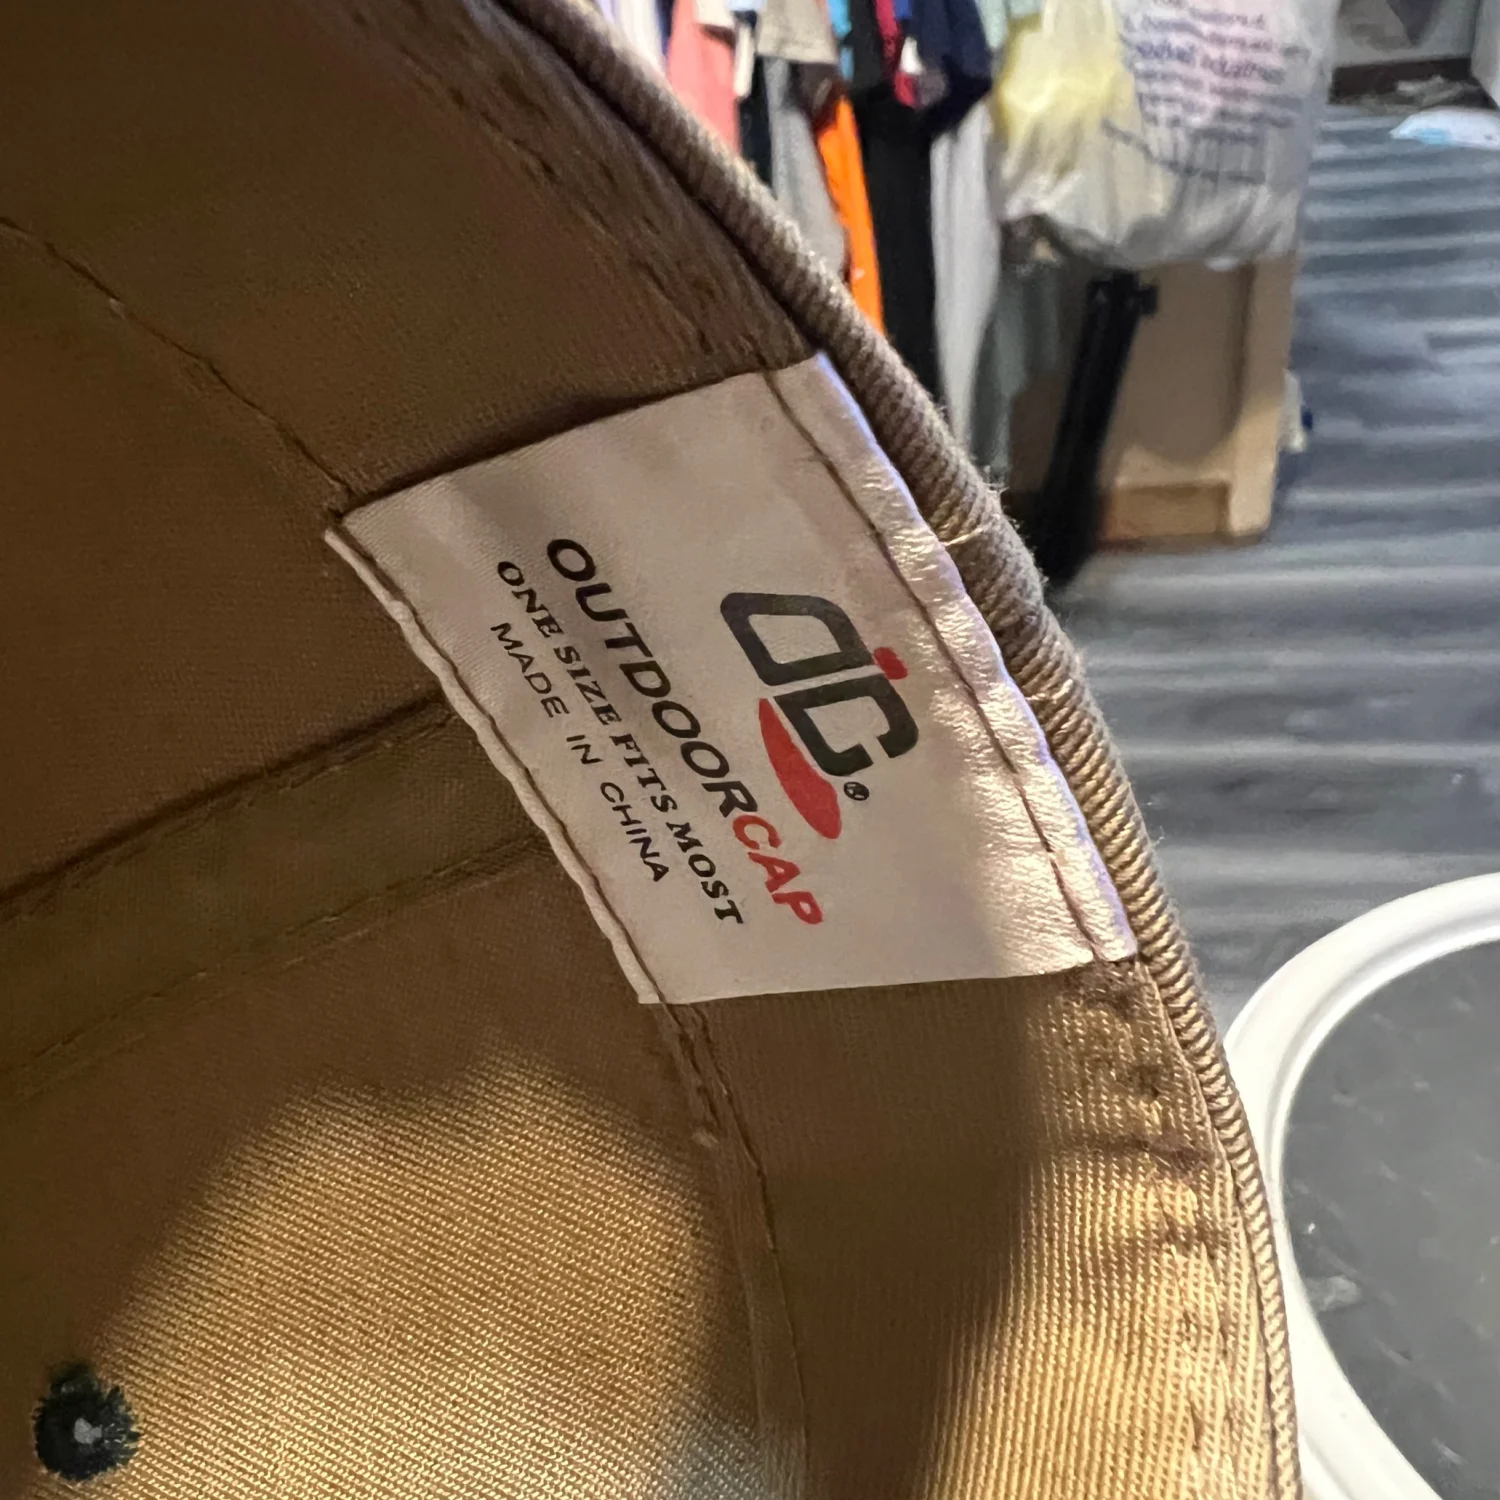 OC®
OUTDOORCAP
ONE SIZE FITS MOST
MADE IN CHINA